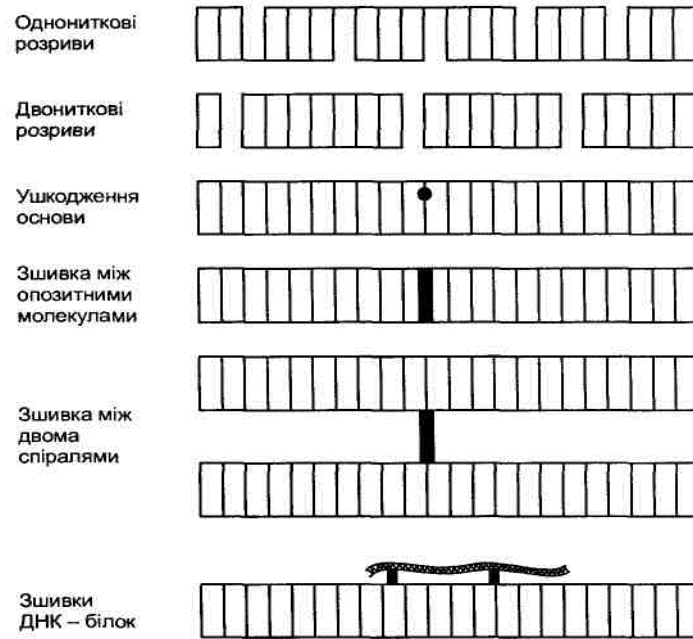 Однониткові
розриви
Двониткові
розриви
Ушкодження
основи
Зшивка між
опозитними
молекулами
Зшивка між
двома
спіралями
Зшивки
ДНК – білок